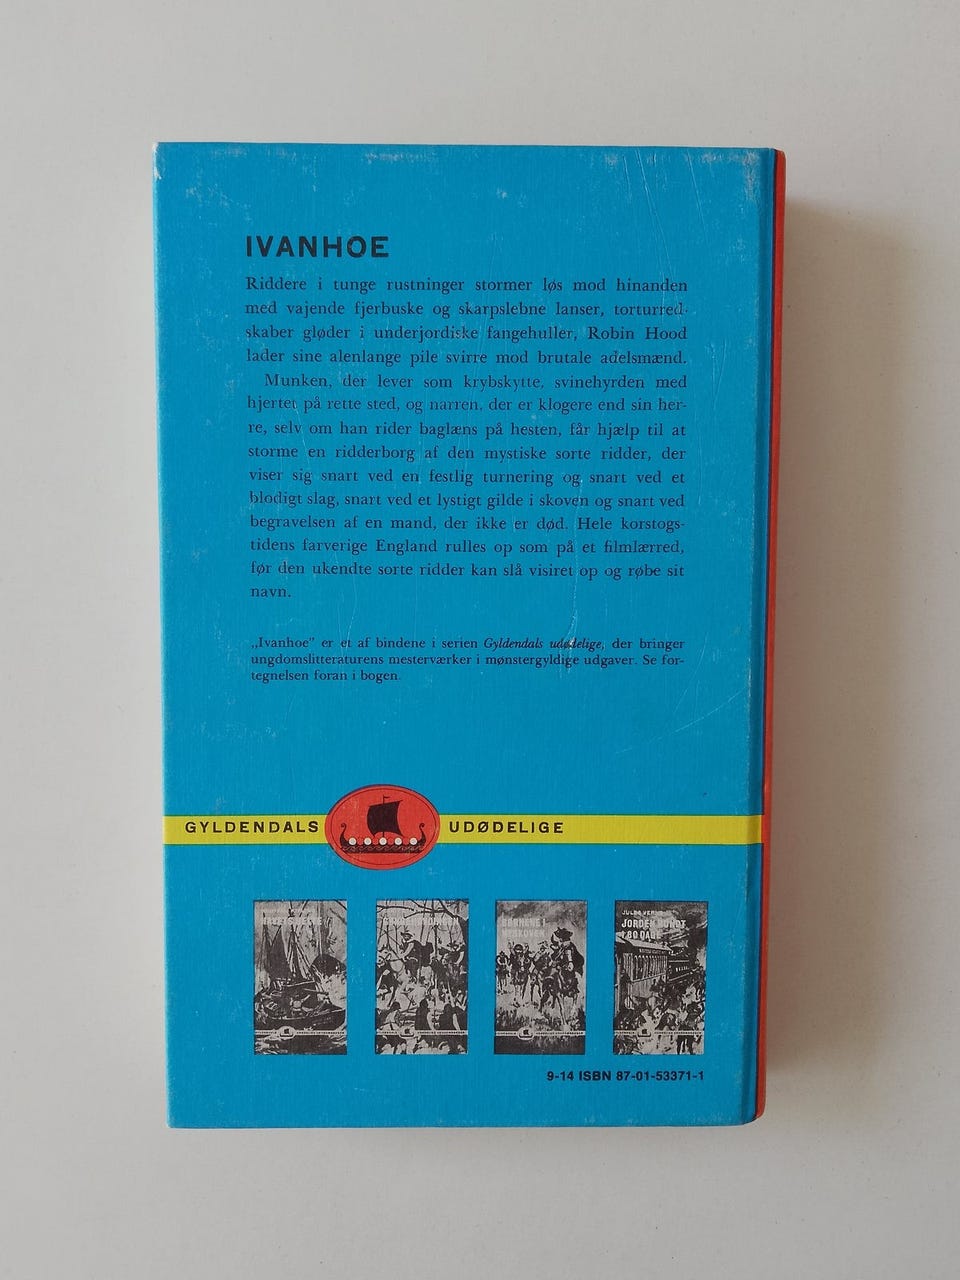 IVANHOE
Riddere i tunge rustninger stormer løs mod hinanden
med vajende fjerbuske og skarpslebne lanser, torturred-
skaber gløder i underjordiske fangehuller, Robin Hood
lader sine alenlange pile svirre mod brutale adelsmænd.
Munken, der lever som krybskytte, svinehyrden med
hjertet på rette sted, og narren, der er klogere end sin her-
re, selv om han rider baglæns på hesten, får hjælp til at
storme en ridderborg af den mystiske sorte ridder, der
viser sig snart ved en festlig turnering og snart ved et
blodigt slag, snart ved et lystigt gilde i skoven og snart ved
begravelsen af en mand, der ikke er død. Hele korstogs-
tidens farverige England rulles op som på et filmlærred,
før den ukendte sorte ridder kan slå visiret op og røbe sit
navn.
„Ivanhoe” er et af bindene i serien Gyldendals udødelige, der bringer
ungdomslitteraturens mesterværker i mønstergyldige udgaver. Se for-
tegnelsen foran i bogen.
GYLDENDALS UDØDELIGE
BØRNENE I
NYSKOVEN
JULES VERNE
JORDEN RUNDT
I 80 DAGE
9-14 ISBN 87-01-53371-1